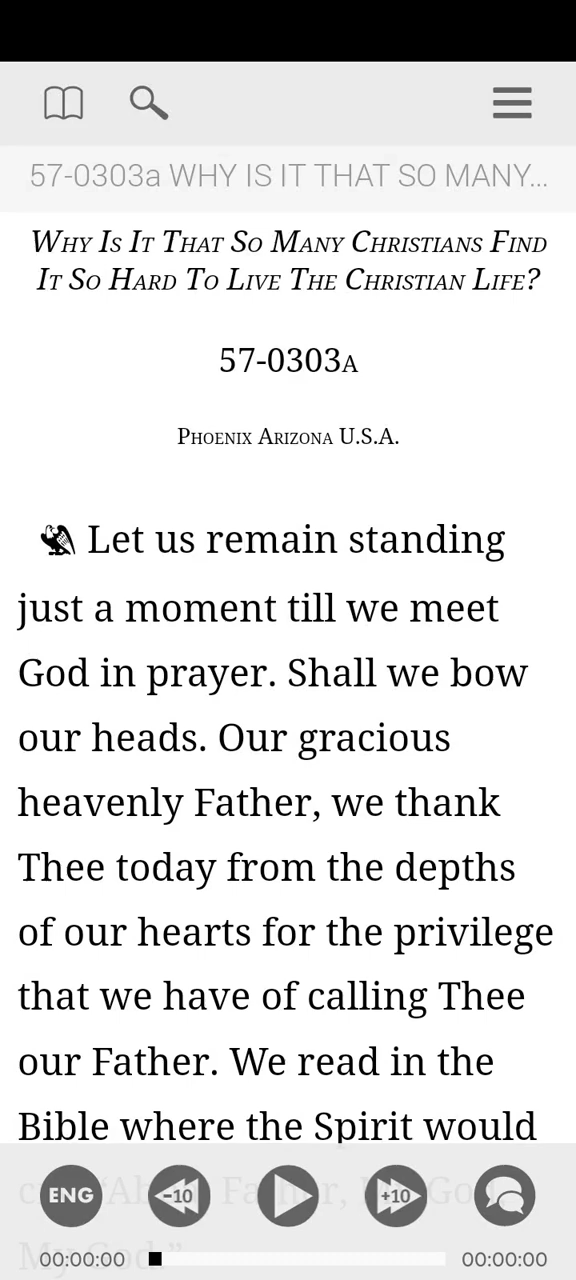 57-0303a WHY IS IT THAT SO MANY...
Why Is It That So Many Christians Find
It So Hard To Live The Christian Life?
57-0303A
Phoenix Arizona U.S.A.
Let us remain standing
just a moment till we meet
God in prayer. Shall we bow
our heads. Our gracious
heavenly Father, we thank
Thee today from the depths
of our hearts for the privilege
that we have of calling Thee
our Father. We read in the
Bible where the Spirit would
My God."
ENG
-10
+10
00:00:00
00:00:00